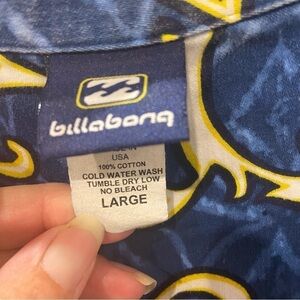 billabong
USA
100% COTTON
COLD WATER WASH
TUMBLE DRY LOW
NO BLEACH
LARGE